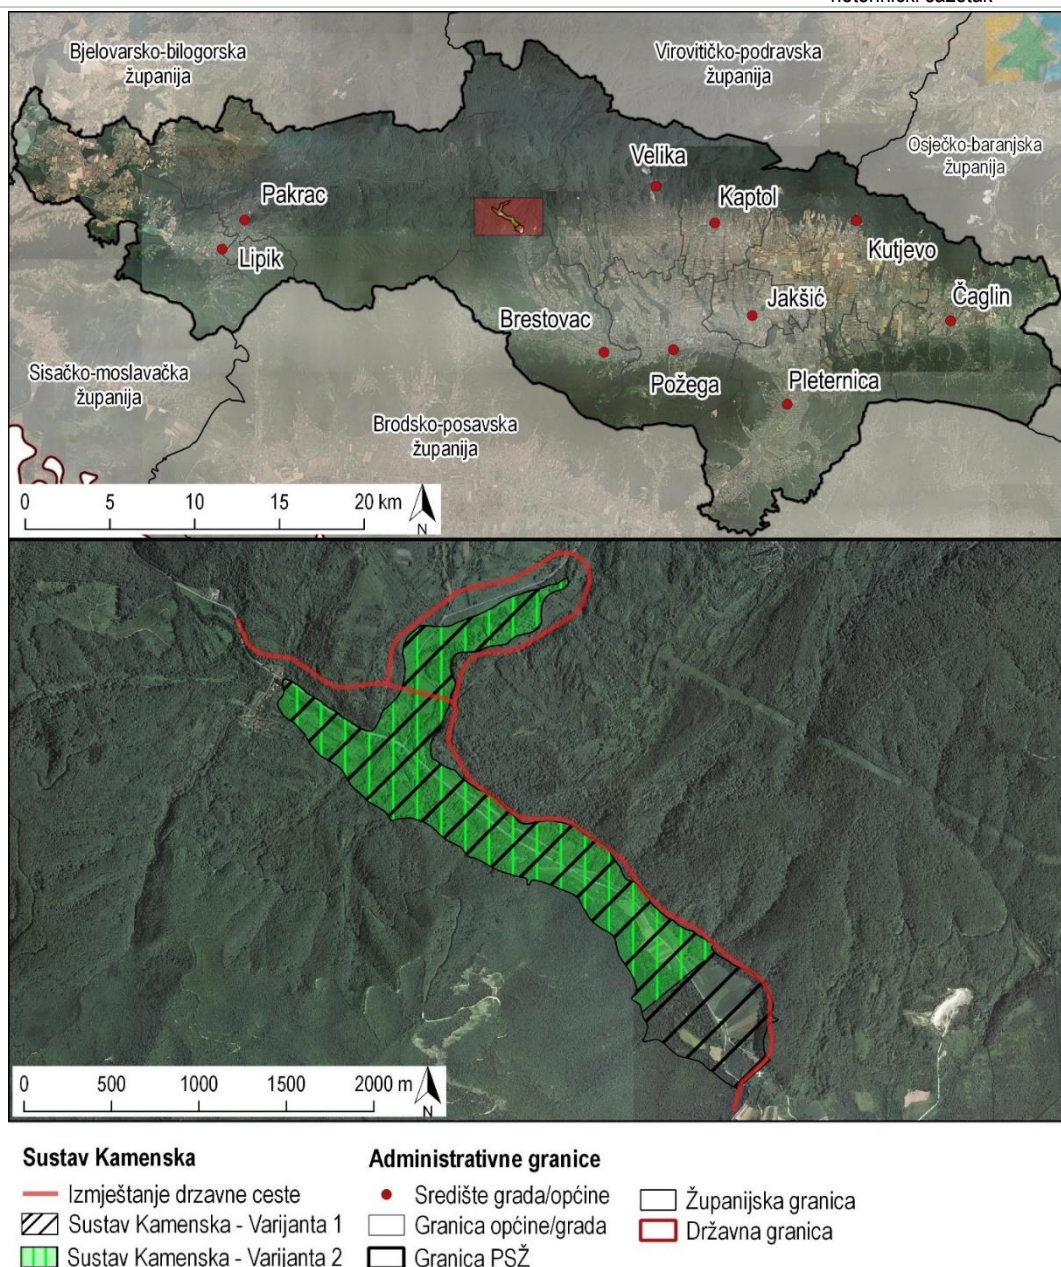 netehnički sažetak
Bjelovarsko-bilogorska
županija
Virovitičko-podravska
županija
Osječko-baranjska
županija
Velika
Pakrac
Kaptol
Lipik
Kutjevo
Čaglin
Jakšić
Brestovac
Sisačko-moslavačka
županija
Požega
Pleternica
Brodsko-posavska
županija
0 5 10 15 20 km
N
0 500 1000 1500 2000 m
N
Sustav Kamenska
Izmještanje drzavne ceste
Sustav Kamenska - Varijanta 1
Sustav Kamenska - Varijanta 2
Administrativne granice
Središte grada/općine
Granica općine/grada
Granica PSŽ
Županijska granica
Državna granica